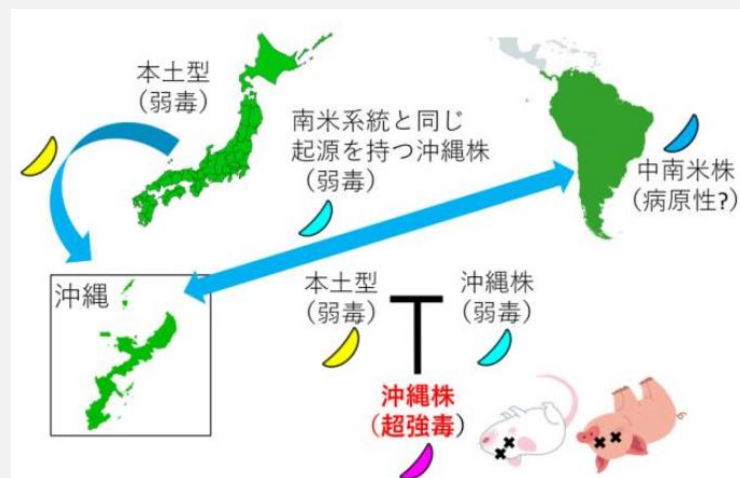 本土型
（弱毒）
南米系統と同じ
起源を持つ沖縄株
（弱毒）
中南米株
（病原性?）
沖縄
本土型
（弱毒）
沖縄株
（弱毒）
沖縄株
（超強毒）